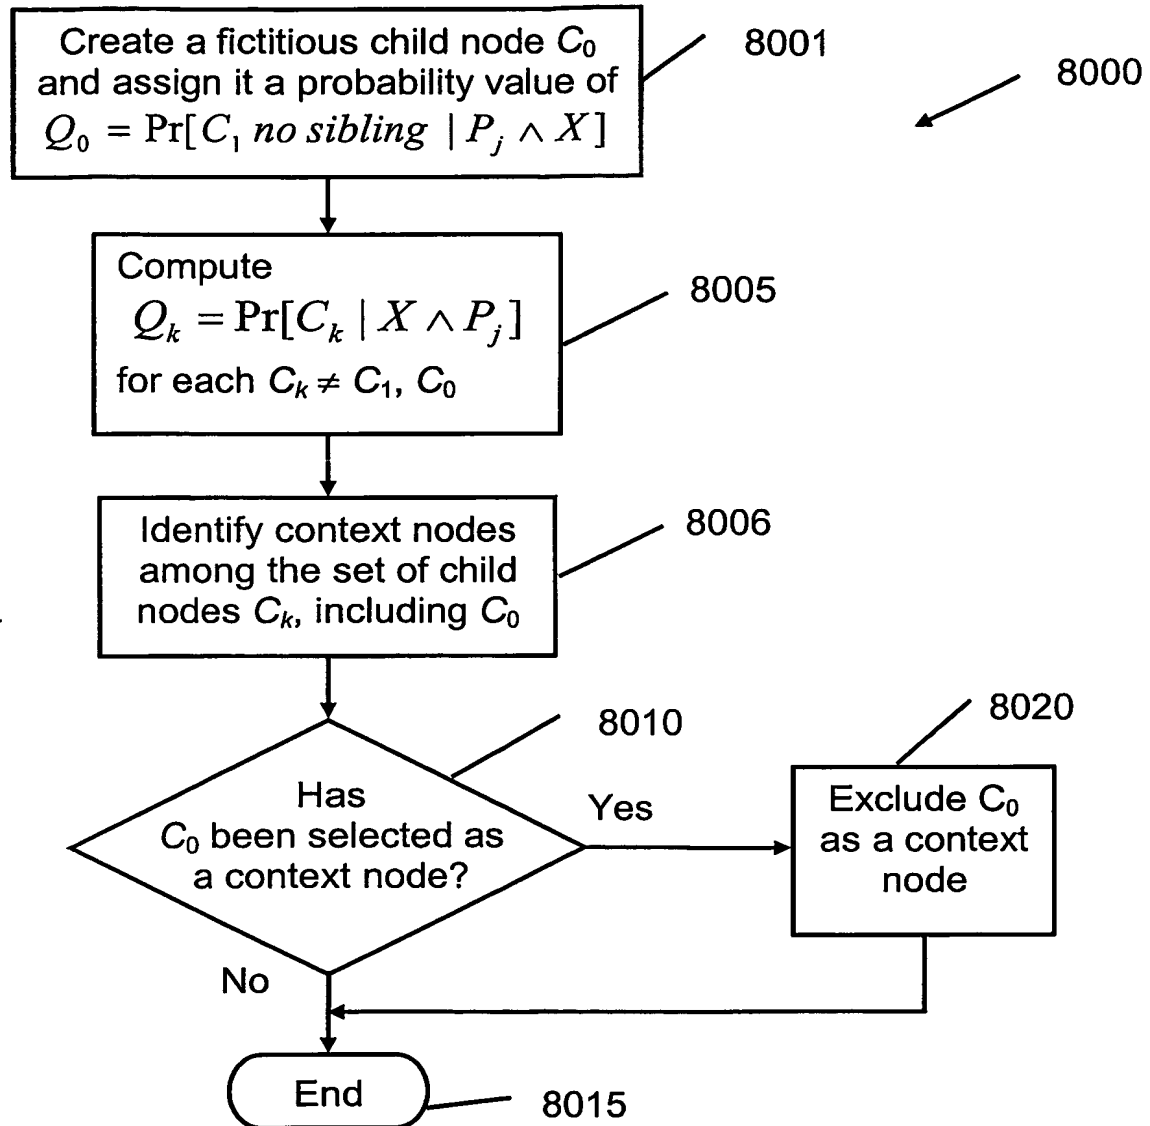 Create a fictitious child node C₀
and assign it a probability value of
Q₀ = Pr[C₁ no sibling | Pⱼ ∧ X]
8001
8000
Compute
Qₖ = Pr[Cₖ | X ∧ Pⱼ]
for each Cₖ ≠ C₁, C₀
8005
Identify context nodes
among the set of child
nodes Cₖ, including C₀
8006
Has
C₀ been selected as
a context node?
8010
Yes
Exclude C₀
as a context
node
8020
No
End
8015